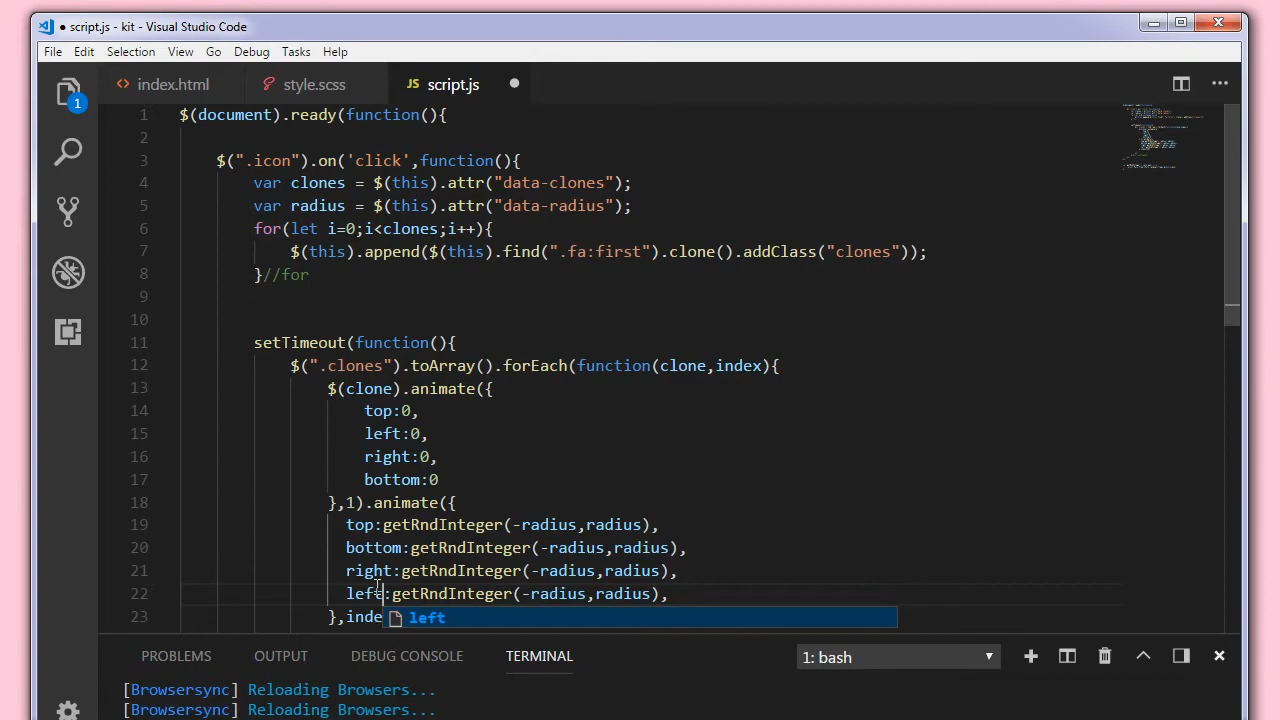 ● script.js - kit - Visual Studio Code
File Edit Selection View Go Debug Tasks Help
1
index.html style.scss JS script.js
1 $(document).ready(function(){
2
3 $(".icon").on('click',function(){
4 var clones = $(this).attr("data-clones");
5 var radius = $(this).attr("data-radius");
6 for(let i=0;i<clones;i++){
7 $(this).append($(this).find(".fa:first").clone().addClass("clones"));
8 }//for
9
10
11 setTimeout(function(){
12 $(".clones").toArray().forEach(function(clone,index){
13 $(clone).animate({
14 top:0,
15 left:0,
16 right:0,
17 bottom:0
18 },1).animate({
19 top:getRndInteger(-radius,radius),
20 bottom:getRndInteger(-radius,radius),
21 right:getRndInteger(-radius,radius),
22 left:getRndInteger(-radius,radius),
23 },inde
left
PROBLEMS OUTPUT DEBUG CONSOLE TERMINAL 1: bash
[Browsersync] Reloading Browsers...
[Browsersync] Reloading Browsers...